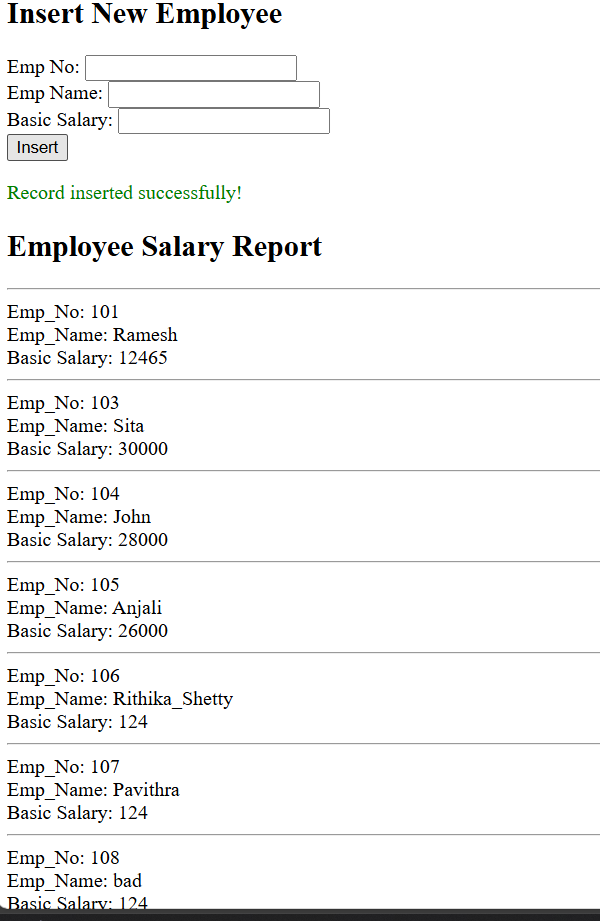 Insert New Employee
Emp No:
Emp Name:
Basic Salary:
Insert
Record inserted successfully!
Employee Salary Report
Emp_No: 101
Emp_Name: Ramesh
Basic Salary: 12465
Emp_No: 103
Emp_Name: Sita
Basic Salary: 30000
Emp_No: 104
Emp_Name: John
Basic Salary: 28000
Emp_No: 105
Emp_Name: Anjali
Basic Salary: 26000
Emp_No: 106
Emp_Name: Rithika_Shetty
Basic Salary: 124
Emp_No: 107
Emp_Name: Pavithra
Basic Salary: 124
Emp_No: 108
Emp_Name: bad
Basic Salary: 124